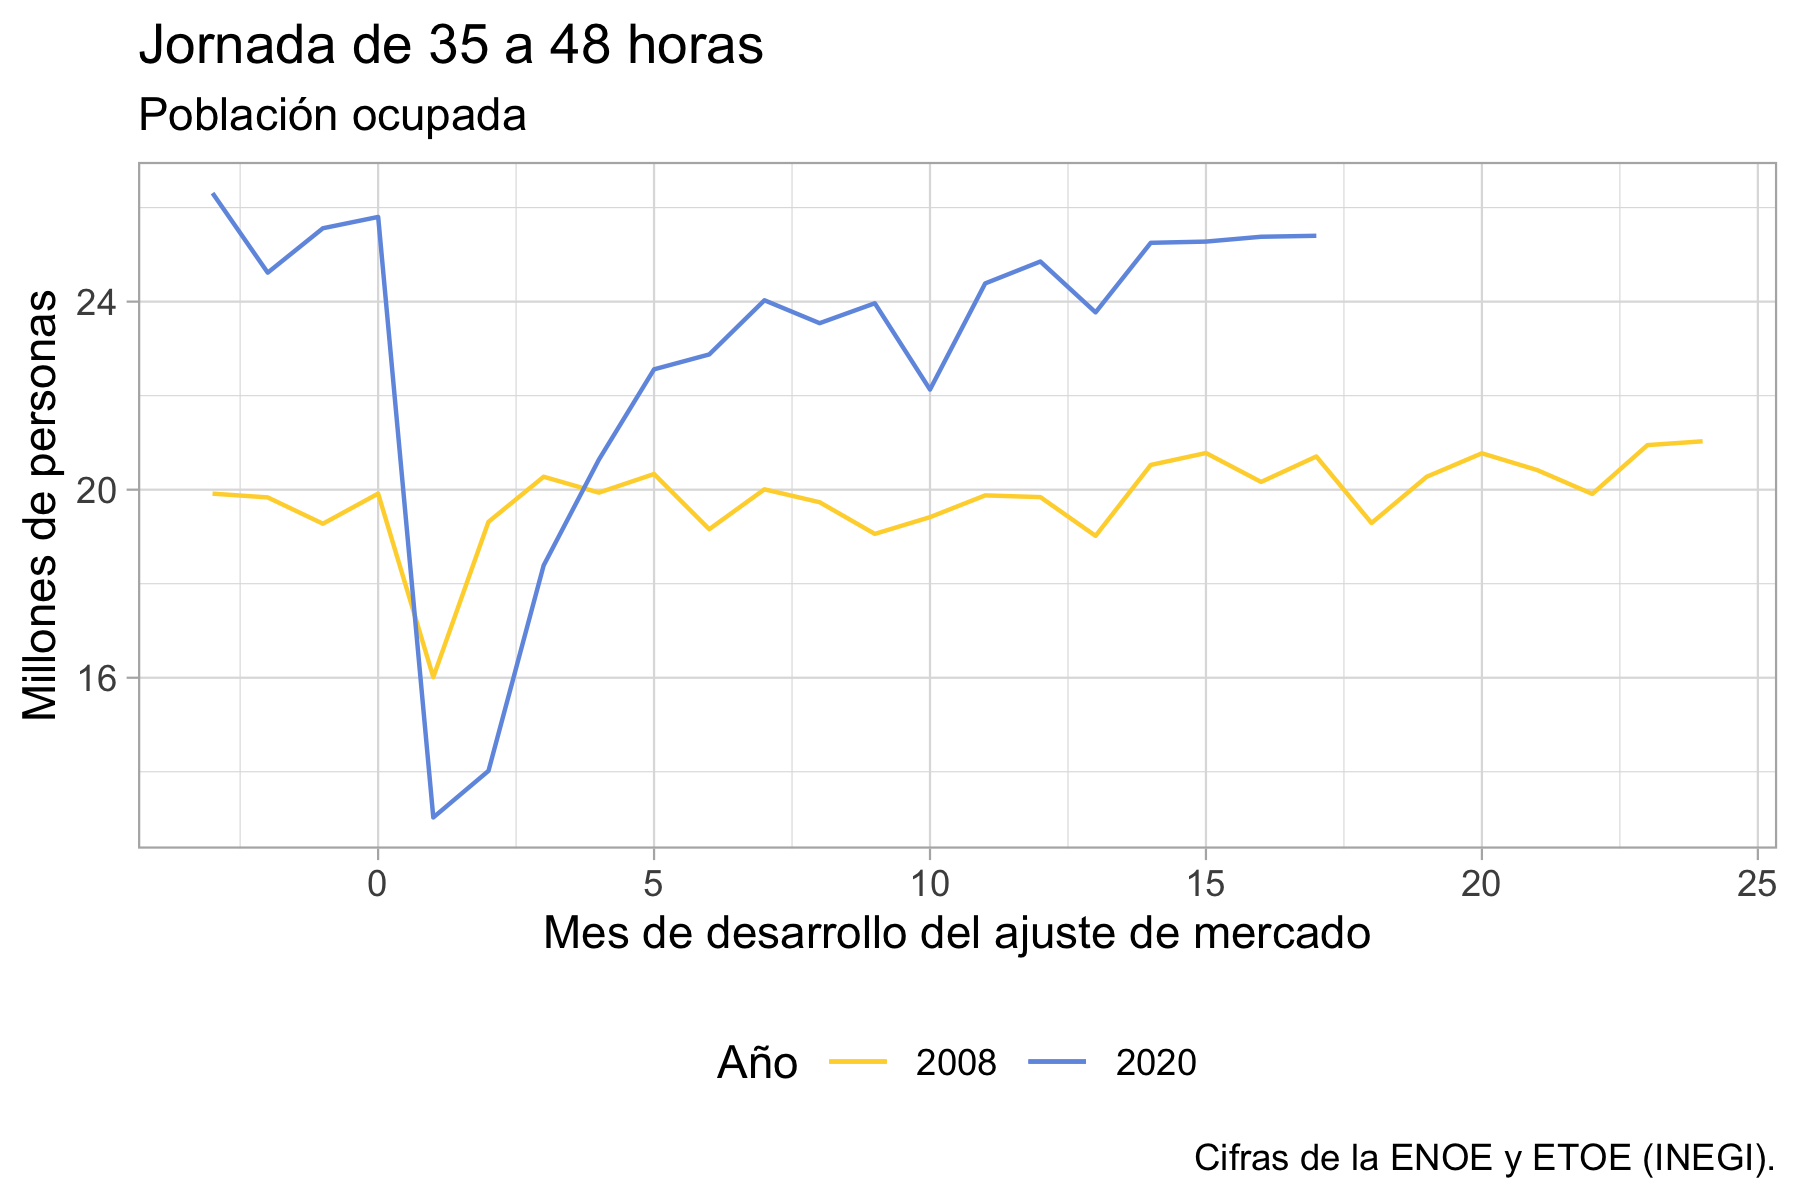 Jornada de 35 a 48 horas
Población ocupada
Millones de personas
24
20
16
0 5 10 15 20 25
Mes de desarrollo del ajuste de mercado
Año 2008 2020
Cifras de la ENOE y ETOE (INEGI).